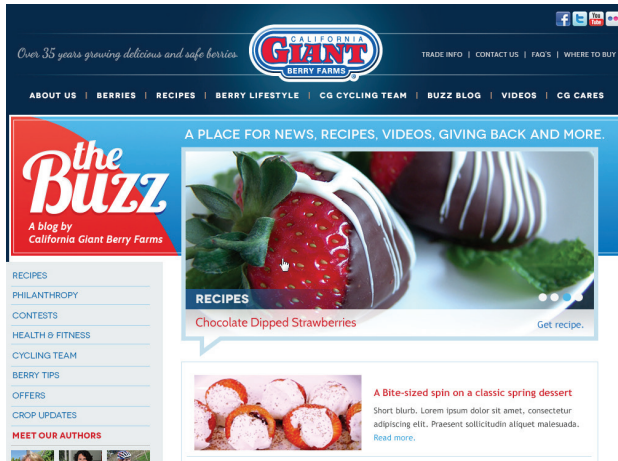 Over 35 years growing delicious and safe berries.
CALIFORNIA
GIANT
BERRY FARMS
You
Tube
TRADE INFO | CONTACT US | FAQ'S | WHERE TO BUY
ABOUT US | BERRIES | RECIPES | BERRY LIFESTYLE | CG CYCLING TEAM | BUZZ BLOG | VIDEOS | CG CARES
the
Buzz
A blog by
California Giant Berry Farms
A PLACE FOR NEWS, RECIPES, VIDEOS, GIVING BACK AND MORE.
RECIPES
Chocolate Dipped Strawberries
Get recipe.
RECIPES
PHILANTHROPY
CONTESTS
HEALTH & FITNESS
CYCLING TEAM
BERRY TIPS
OFFERS
CROP UPDATES
MEET OUR AUTHORS
A Bite-sized spin on a classic spring dessert
Short blurb. Lorem ipsum dolor sit amet, consectetur
adipiscing elit. Praesent sollicitudin aliquet malesuada.
Read more.